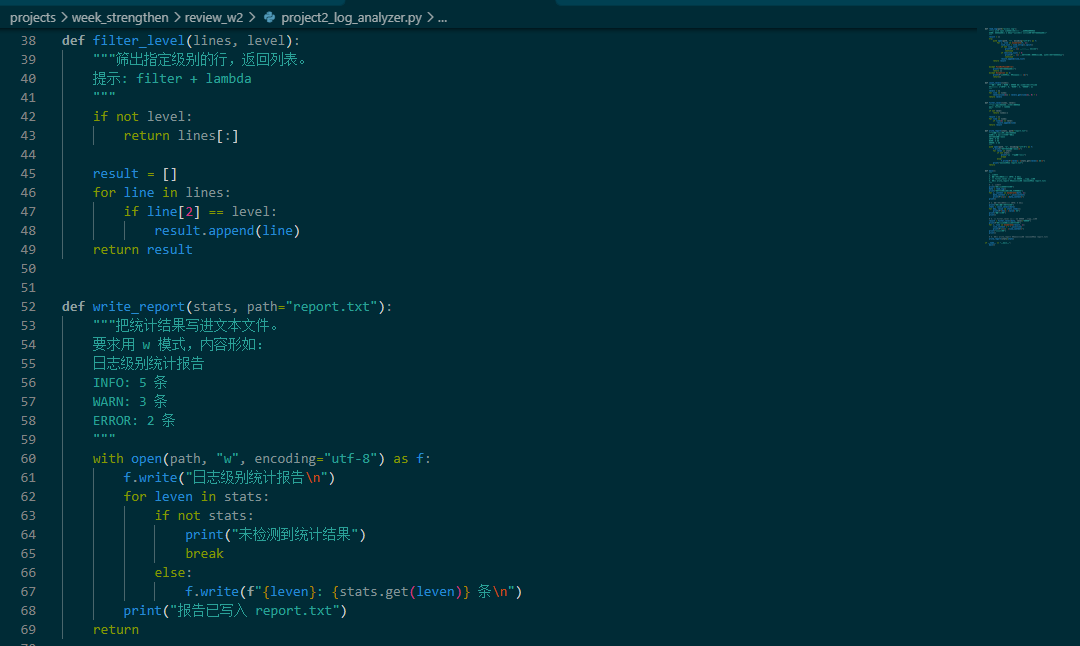 projects > week_strengthen > review_w2 > project2_log_analyzer.py > ...
38 def filter_level(lines, level):
39     """筛出指定级别的行，返回列表。
40     提示: filter + lambda
41     """
42     if not level:
43         return lines[:]
44
45     result = []
46     for line in lines:
47         if line[2] == level:
48             result.append(line)
49     return result
50
51
52 def write_report(stats, path="report.txt"):
53     """把统计结果写进文本文件。
54     要求用 w 模式，内容形如:
55     日志级别统计报告
56     INFO: 5 条
57     WARN: 3 条
58     ERROR: 2 条
59     """
60     with open(path, "w", encoding="utf-8") as f:
61         f.write("日志级别统计报告\n")
62         for leven in stats:
63             if not stats:
64                 print("未检测到统计结果")
65                 break
66             else:
67                 f.write(f"{leven}: {stats.get(leven)} 条\n")
68         print("报告已写入 report.txt")
69     return